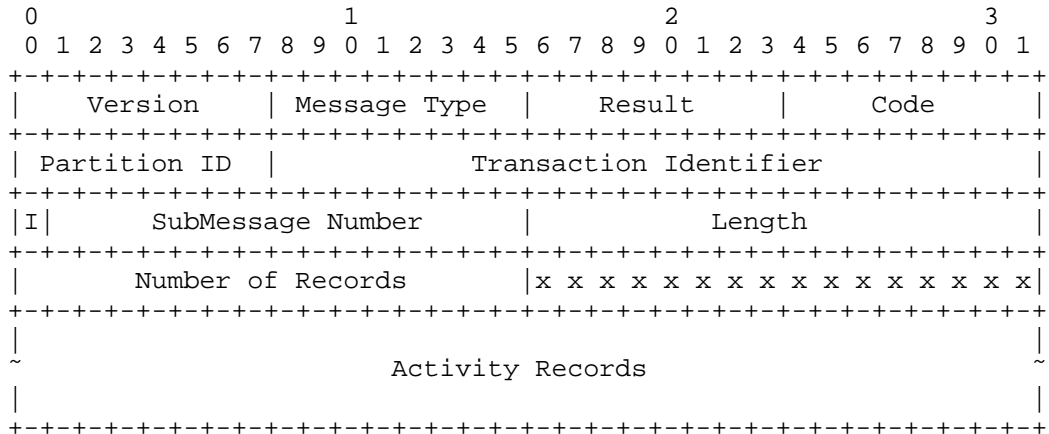 0                   1                   2                   3
 0 1 2 3 4 5 6 7 8 9 0 1 2 3 4 5 6 7 8 9 0 1 2 3 4 5 6 7 8 9 0 1
+-+-+-+-+-+-+-+-+-+-+-+-+-+-+-+-+-+-+-+-+-+-+-+-+-+-+-+-+-+-+-+-+
|    Version    | Message Type  |    Result     |     Code      |
+-+-+-+-+-+-+-+-+-+-+-+-+-+-+-+-+-+-+-+-+-+-+-+-+-+-+-+-+-+-+-+-+
| Partition ID  |            Transaction Identifier             |
+-+-+-+-+-+-+-+-+-+-+-+-+-+-+-+-+-+-+-+-+-+-+-+-+-+-+-+-+-+-+-+-+
|I|      SubMessage Number      |           Length              |
+-+-+-+-+-+-+-+-+-+-+-+-+-+-+-+-+-+-+-+-+-+-+-+-+-+-+-+-+-+-+-+-+
|       Number of Records       |x x x x x x x x x x x x x x x x|
+-+-+-+-+-+-+-+-+-+-+-+-+-+-+-+-+-+-+-+-+-+-+-+-+-+-+-+-+-+-+-+-+
|                                                               |
~                       Activity Records                        ~
|                                                               |
+-+-+-+-+-+-+-+-+-+-+-+-+-+-+-+-+-+-+-+-+-+-+-+-+-+-+-+-+-+-+-+-+